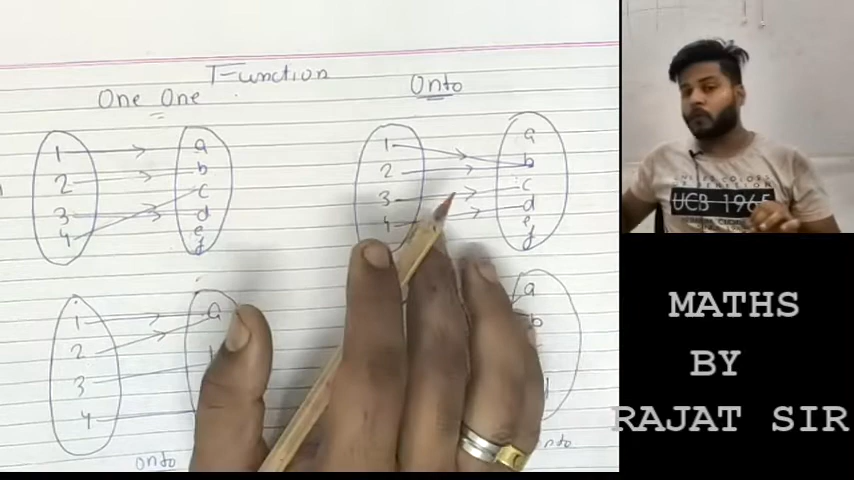 Function
One One
Onto
1 a
2 b
3 c
4 d
e
f
1 a
2 b
3 c
4 d
e
f
1 a
2
3
4
onto
a
b
onto
UCB 1965
MATHS
BY
RAJAT SIR